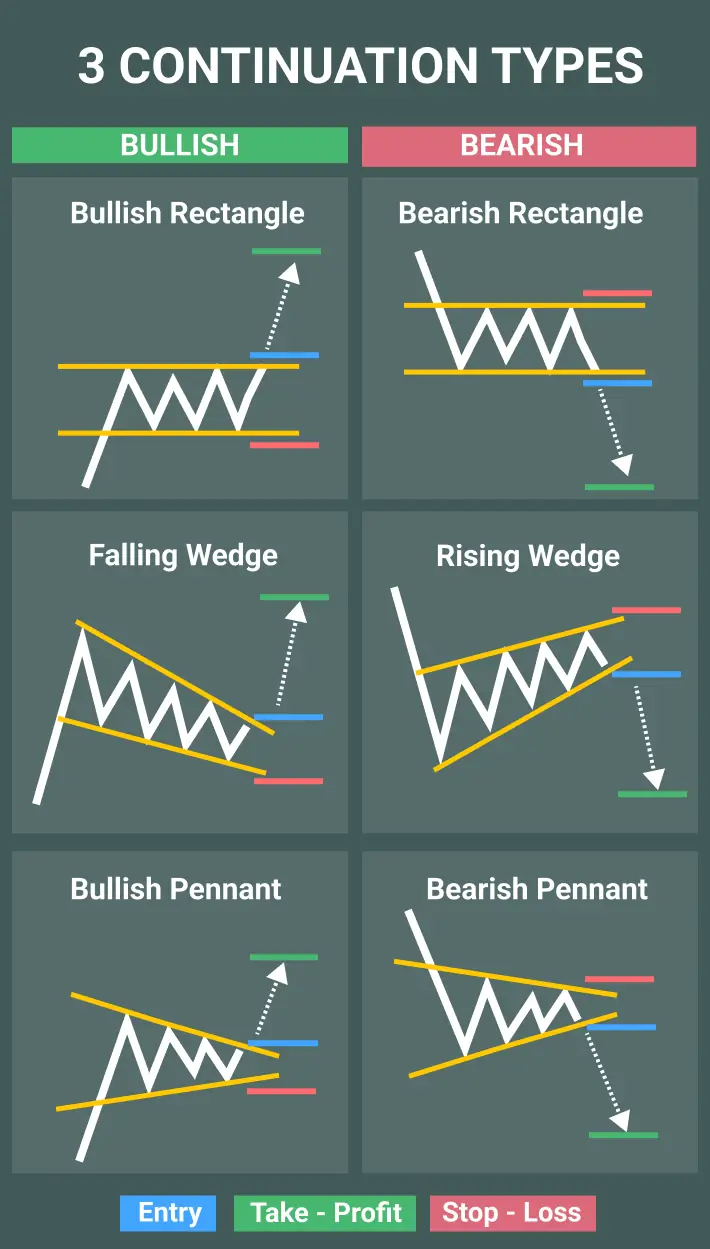 3 CONTINUATION TYPES
BULLISH
BEARISH
Bullish Rectangle
Bearish Rectangle
Falling Wedge
Rising Wedge
Bullish Pennant
Bearish Pennant
Entry
Take - Profit
Stop - Loss